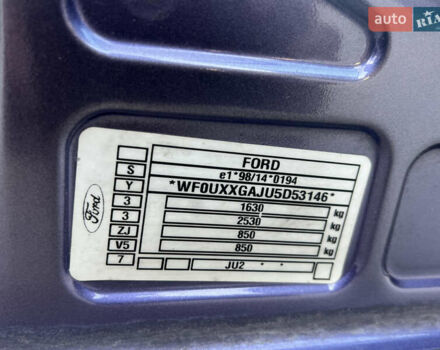 auto RIA
FORD
e1*98/14*0194
*WF0UXXGAJU5D53146*
1630 kg
2530 kg
850 kg
850 kg
JU2 * *
S
Y
3
3
ZJ
V5
7
Ford